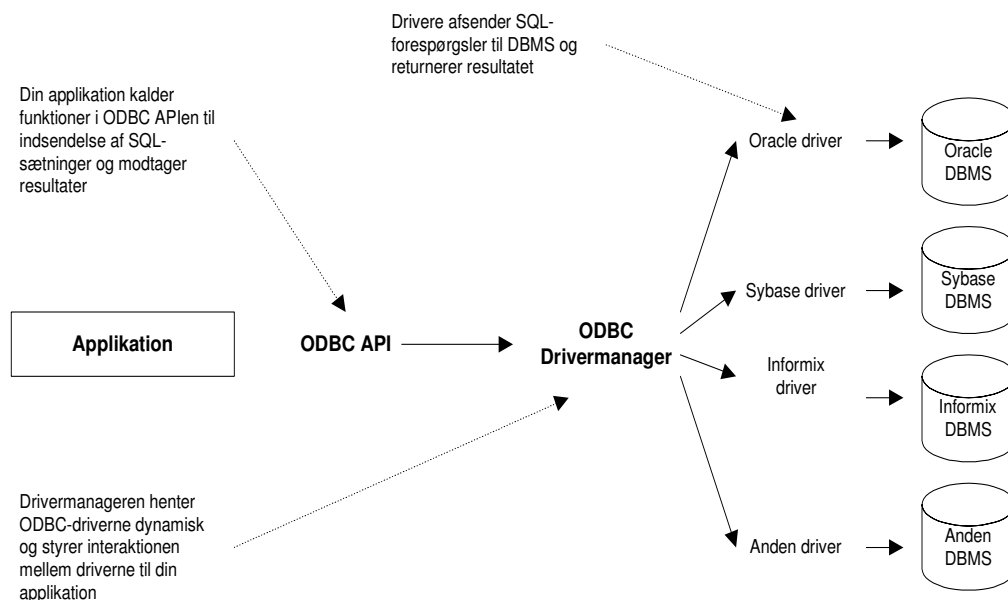 Drivere afsender SQL-
forespørgsler til DBMS og
returnerer resultatet
Din applikation kalder
funktioner i ODBC APIen til
indsendelse af SQL-
sætninger og modtager
resultater
Oracle driver
Oracle
DBMS
Sybase driver
Sybase
DBMS
Applikation
ODBC API
ODBC
Drivermanager
Informix
driver
Informix
DBMS
Drivermanageren henter
ODBC-driverne dynamisk
og styrer interaktionen
mellem driverne til din
applikation
Anden driver
Anden
DBMS